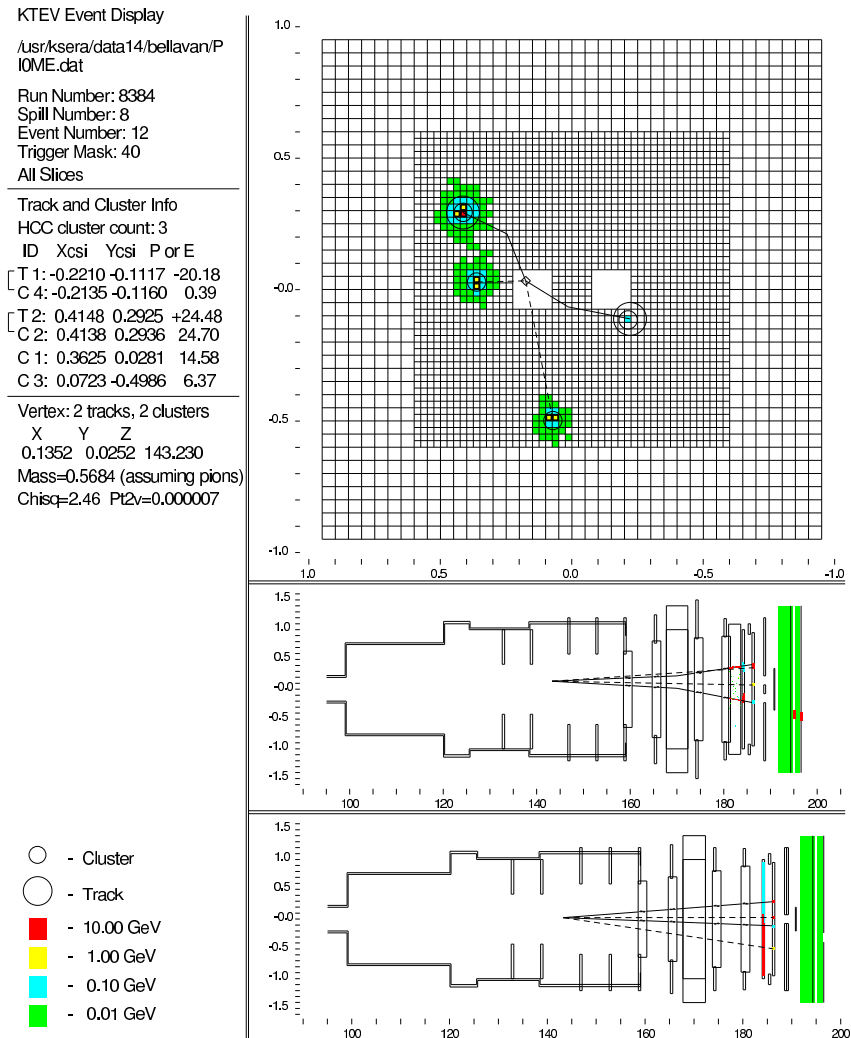 KTEV Event Display
/usr/ksera/data14/bellavan/P
I0ME.dat
Run Number: 8384
Spill Number: 8
Event Number: 12
Trigger Mask: 40
All Slices
Track and Cluster Info
HCC cluster count: 3
ID Xcsi Ycsi P or E
T 1: -0.2210 -0.1117 -20.18
C 4: -0.2135 -0.1160 0.39
T 2: 0.4148 0.2925 +24.48
C 2: 0.4138 0.2936 24.70
C 1: 0.3625 0.0281 14.58
C 3: 0.0723 -0.4986 6.37
Vertex: 2 tracks, 2 clusters
X Y Z
0.1352 0.0252 143.230
Mass=0.5684 (assuming pions)
Chisq=2.46 Pt2v=0.000007
- Cluster
- Track
- 10.00 GeV
- 1.00 GeV
- 0.10 GeV
- 0.01 GeV
1.0
0.5
-0.0
-0.5
-1.0
1.0 0.5 0.0 -0.5 -1.0
1.5
1.0
0.5
-0.0
-0.5
-1.0
-1.5
100 120 140 160 180 200
1.5
1.0
0.5
-0.0
-0.5
-1.0
-1.5
100 120 140 160 180 200